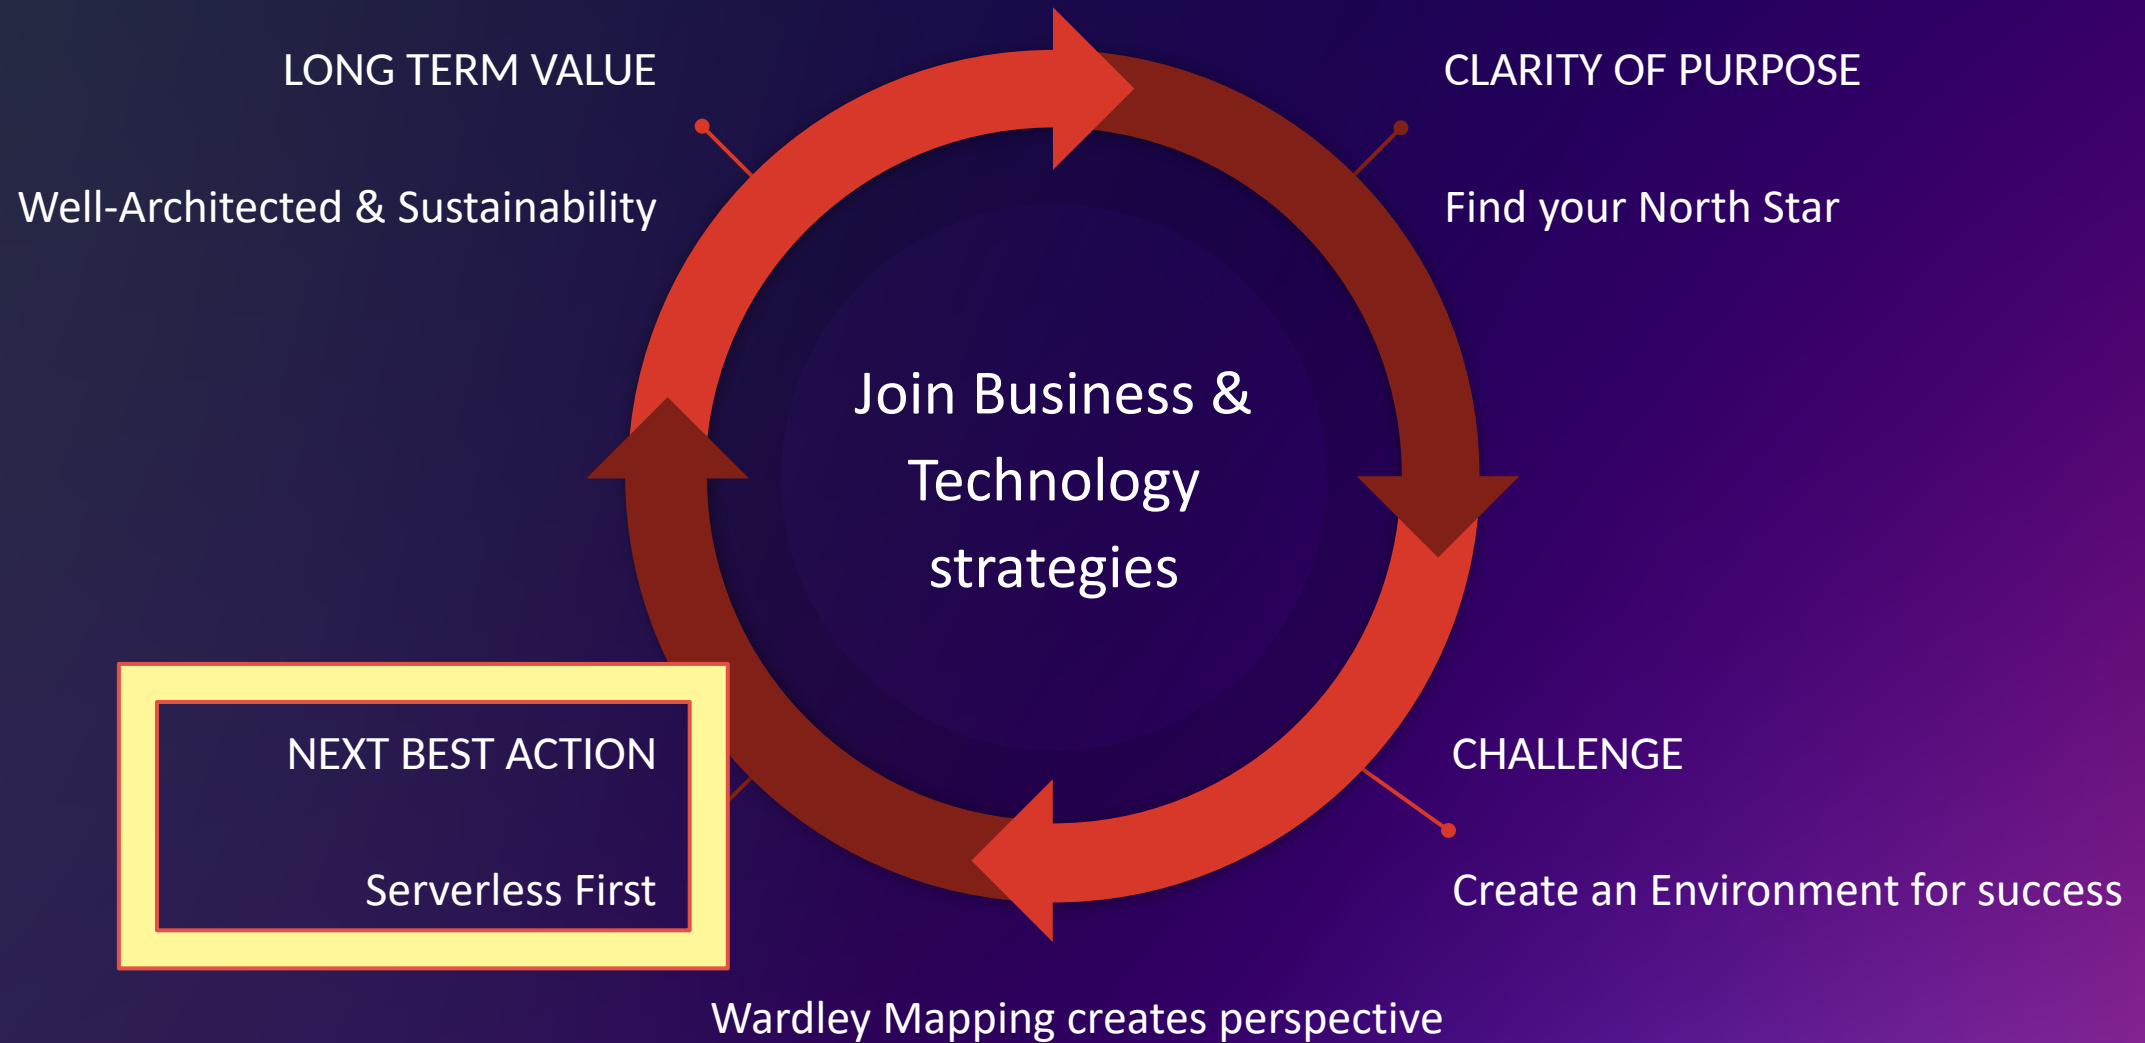 LONG TERM VALUE
Well-Architected & Sustainability
CLARITY OF PURPOSE
Find your North Star
Join Business &
Technology
strategies
NEXT BEST ACTION
Serverless First
CHALLENGE
Create an Environment for success
Wardley Mapping creates perspective